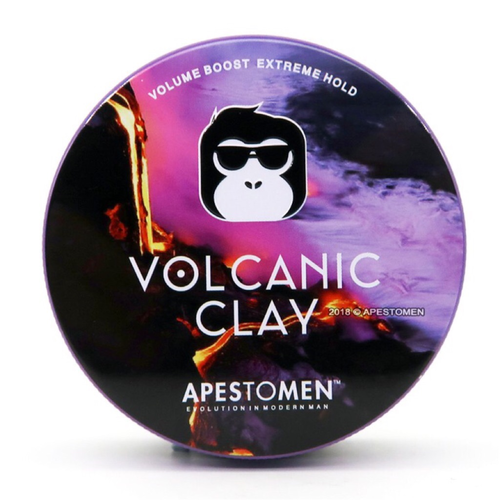 VOLUME BOOST EXTREME HOLD
VOLCANIC
CLAY
2018 © APESTOMEN
APESTOMEN™
EVOLUTION IN MODERN MAN